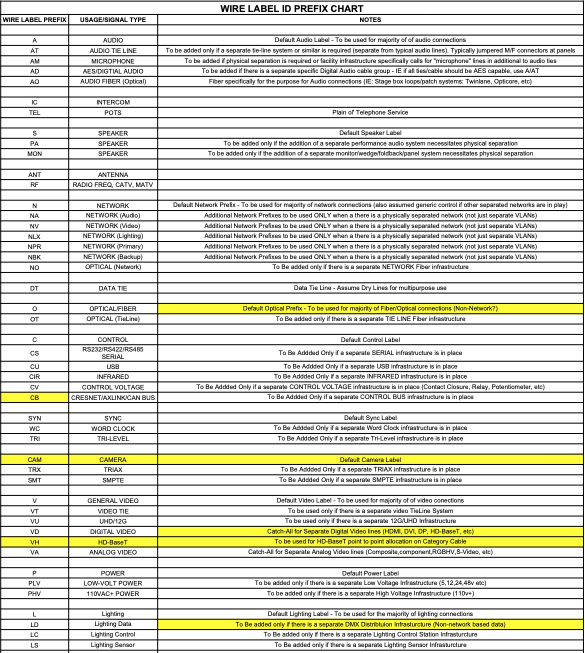 WIRE LABEL ID PREFIX CHART
WIRE LABEL PREFIX USAGE/SIGNAL TYPE NOTES
A AUDIO Default Audio Label - To be used for majority of of audio connections
AT AUDIO TIE LINE To be added only if a separate tie-line system or similar is required (separate from typical audio lines). Typically jumpered M/F connectors at panels
AM MICROPHONE To be added if physical separation is required or facility infrastructure specifically calls for "microphone" lines in additional to audio ties
AD AES/DIGTIAL AUDIO To be added if there is a separate specific Digital Audio cable group - IE if all ties/cable should be AES capable, use A/AT
AO AUDIO FIBER (Optical) Fiber specifically for the purpose for Audio connections (IE: Stage box loops/patch systems: Twinlane, Opticore, etc)
IC INTERCOM
TEL POTS Plain of Telephone Service
S SPEAKER Default Speaker Label
PA SPEAKER To be added only if the addition of a separate performance audio system necessitates physical separation
MON SPEAKER To be added only if the addition of a separate monitor/wedge/foldback/panel system necessitates physical separation
ANT ANTENNA
RF RADIO FREQ, CATV, MATV
N NETWORK Default Network Prefix - To be used for majority of network connections (also assumed generic control if other separated networks are in play)
NA NETWORK (Audio) Additional Network Prefixes to be used ONLY when there is a physically separated network (not just separate VLANs)
NV NETWORK (Video) Additional Network Prefixes to be used ONLY when there is a physically separated network (not just separate VLANs)
NLX NETWORK (Lighting) Additional Network Prefixes to be used ONLY when there is a physically separated network (not just separate VLANs)
NPR NETWORK (Primary) Additional Network Prefixes to be used ONLY when there is a physically separated network (not just separate VLANs)
NBK NETWORK (Backup) Additional Network Prefixes to be used ONLY when there is a physically separated network (not just separate VLANs)
NO OPTICAL (Network) To Be added only if there is a separate NETWORK Fiber infrastructure
DT DATA TIE Data Tie Line - Assume Dry Lines for multipurpose use
O OPTICAL/FIBER Default Optical Prefix - To be used for majority of Fiber/Optical connections (Non-Network?)
OT OPTICAL (TieLine) To Be Added only if there is a separate TIE LINE Fiber infrastructure
C CONTROL Default Control Label
CS RS232/RS422/RS485 SERIAL To Be Addded Only if a separate SERIAL infrastructure is in place
CU USB To Be Addded Only if a separate USB infrastructure is in place
CIR INFRARED To Be Addded Only if a separate INFRARED infrastructure is in place
CV CONTROL VOLTAGE To Be Addded Only if a separate CONTROL VOLTAGE infrastructure is in place (Contact Closure, Relay, Potentiometer, etc)
CB CRESNET/AXLINK/CAN BUS To Be Addded Only if a separate CONTROL BUS infrastructure is in place
SYN SYNC Default Sync Label
WC WORD CLOCK To Be Addded Only if a separate Word Clock infrastructure is in place
TRI TRI-LEVEL To Be Addded Only if a separate Tri-Level infrastructure is in place
CAM CAMERA Default Camera Label
TRX TRIAX To Be Addded Only if a separate TRIAX infrastructure is in place
SMT SMPTE To Be Addded Only if a separate SMPTE infrastructure is in place
V GENERAL VIDEO Default Video Label - To be used for majority of video conections
VT VIDEO TIE To Be Added only if there is a separate video TieLine System
VU UHD/12G To Be Added only if there is a separate 12G/UHD Infrastructure
VD DIGITAL VIDEO Catch-All for Separate Digital Video lines (HDMI, DVI, DP, HD-BaseT, etc)
VH HD-BaseT To be used for HD-BaseT point to point allocation on Category Cable
VA ANALOG VIDEO Catch-All for Separate Analog Video lines (Composite,component,RGBHV,S-Video, etc)
P POWER Default Power Label
PLV LOW-VOLT POWER To be added only if there is a separate Low Voltage Infrastructure (5,12,24,48v etc)
PHV 110VAC+ POWER To be added only if there is a separate High Voltage Infrastructure (110v+)
L Lighting Default Lighting Label - To be used for the majority of lighting connections
LD Lighting Data To Be added only if there is a separate DMX Distribtuion Infrasturcture (Non-network based data)
LC Lighting Control To Be added only if there is a separate Lighting Control Station Infrasturcture
LS Lighting Sensor To Be added only if there is a separate Lighting Sensor Infrasturcture